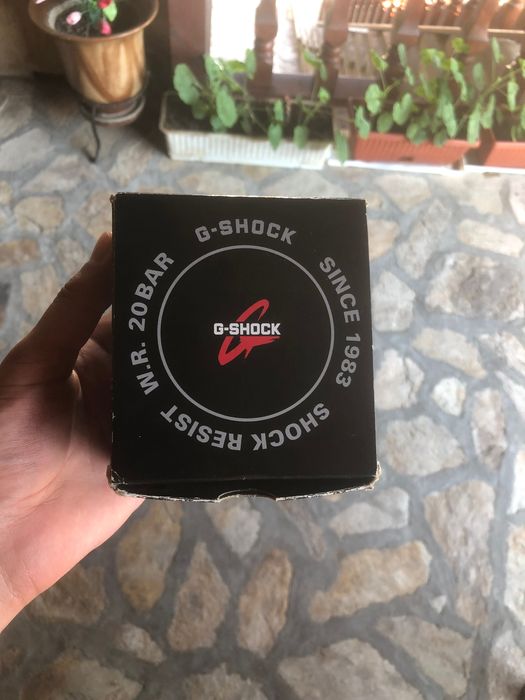 G-SHOCK
SINCE 1983
SHOCK RESIST
W.R. 20BAR
G-SHOCK